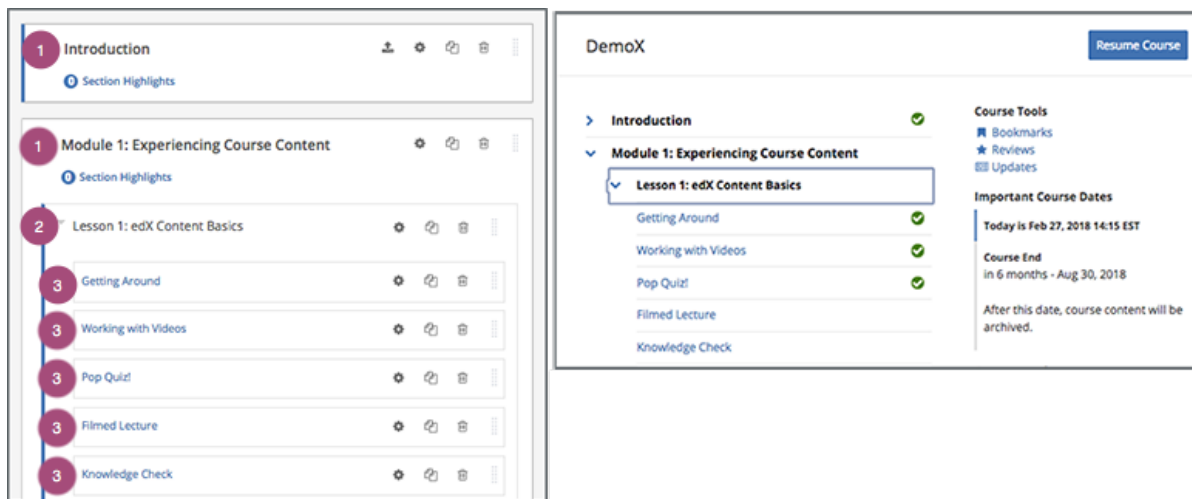 1 Introduction
0 Section Highlights
1 Module 1: Experiencing Course Content
0 Section Highlights
2 Lesson 1: edX Content Basics
3 Getting Around
3 Working with Videos
3 Pop Quiz!
3 Filmed Lecture
3 Knowledge Check
DemoX
Resume Course
Introduction
Module 1: Experiencing Course Content
Lesson 1: edX Content Basics
Getting Around
Working with Videos
Pop Quiz!
Filmed Lecture
Knowledge Check
Course Tools
Bookmarks
Reviews
Updates
Important Course Dates
Today is Feb 27, 2018 14:15 EST
Course End
in 6 months - Aug 30, 2018
After this date, course content will be
archived.